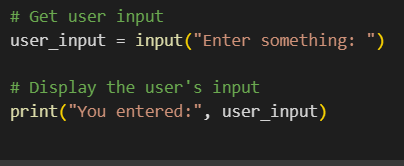 # Get user input
user_input = input("Enter something: ")
# Display the user's input
print("You entered:", user_input)